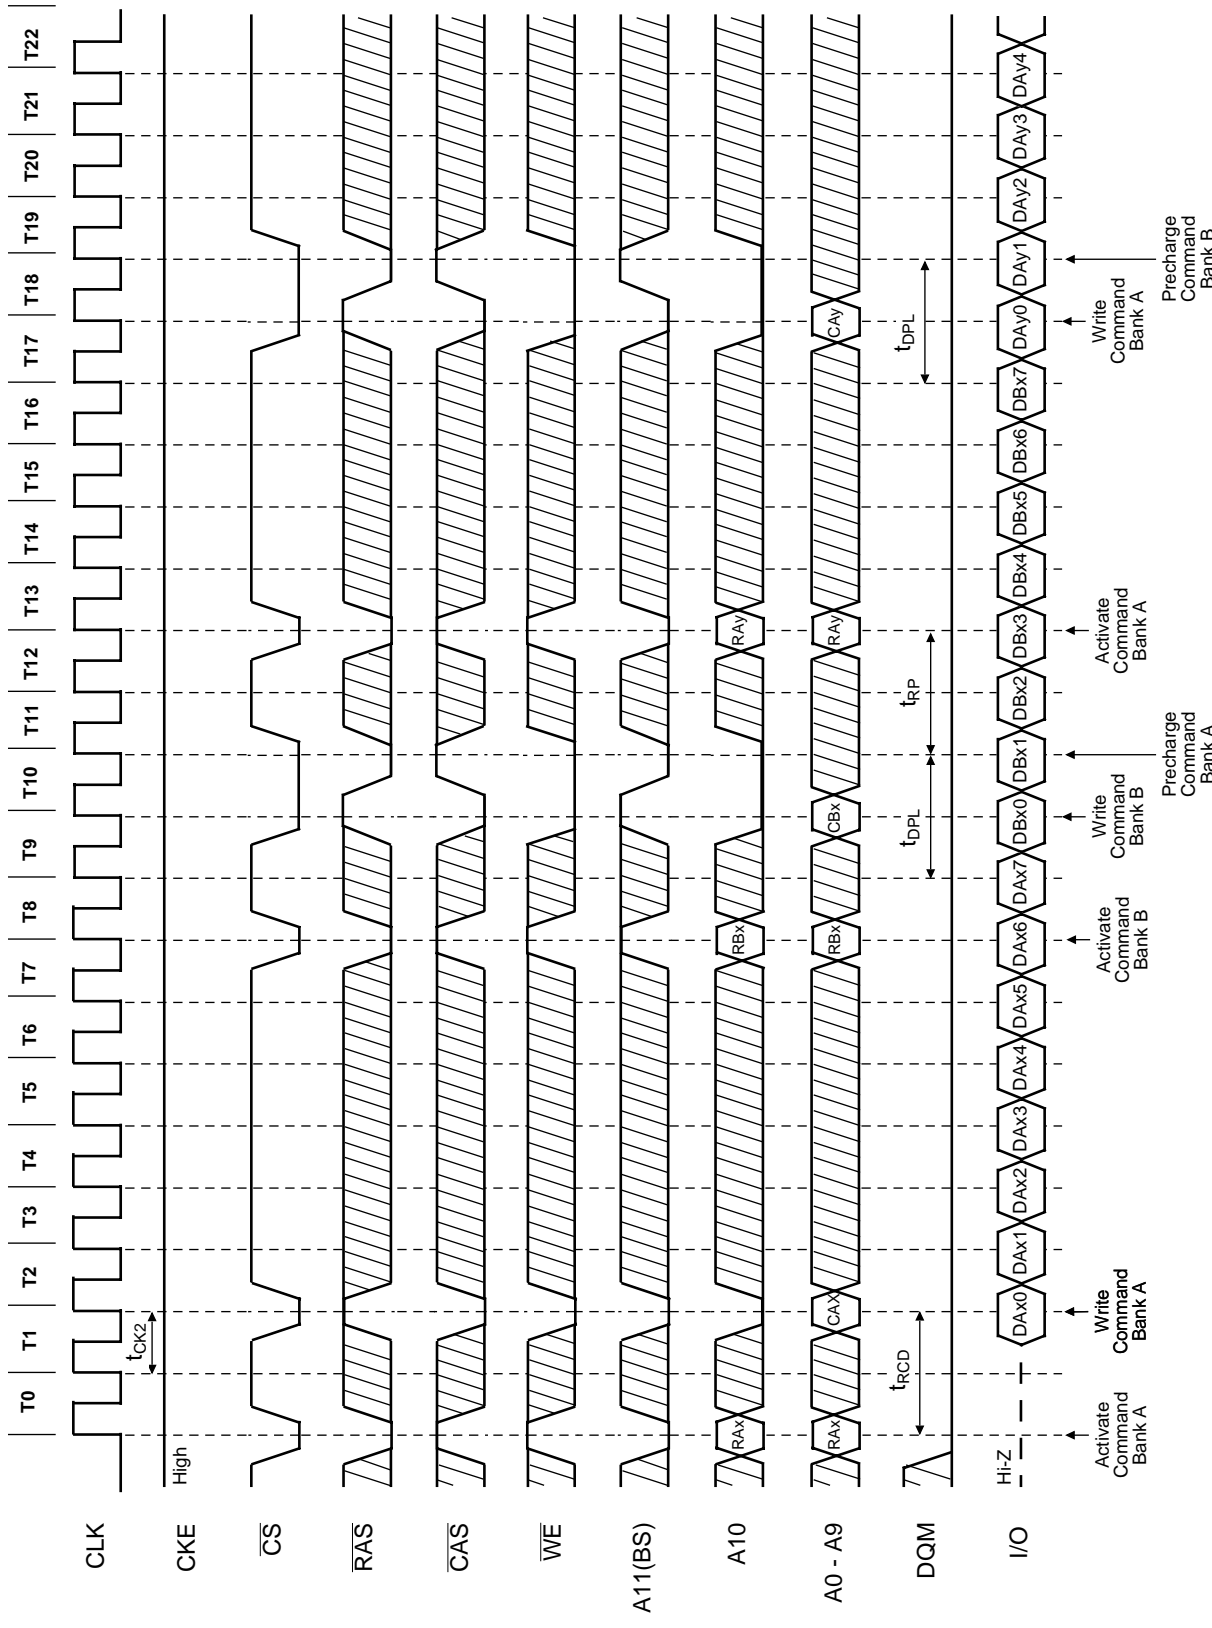 T0 T1 T2 T3 T4 T5 T6 T7 T8 T9 T10 T11 T12 T13 T14 T15 T16 T17 T18 T19 T20 T21 T22
CLK
tCK2
CKE
High
CS
RAS
CAS
WE
A11(BS)
A10
RAx RBx RAy
A0 - A9
RAx CAX RBx CBx RAy CAy
DQM
tRCD tDPL tRP tDPL
I/O
Hi-Z
DAx0 DAx1 DAx2 DAx3 DAx4 DAx5 DAx6 DAx7 DBx0 DBx1 DBx2 DBx3 DBx4 DBx5 DBx6 DBx7 DAy0 DAy1 DAy2 DAy3 DAy4
Activate
Command
Bank A
Write
Command
Bank A
Activate
Command
Bank B
Write
Command
Bank B
Precharge
Command
Bank A
Activate
Command
Bank A
Write
Command
Bank A
Precharge
Command
Bank B